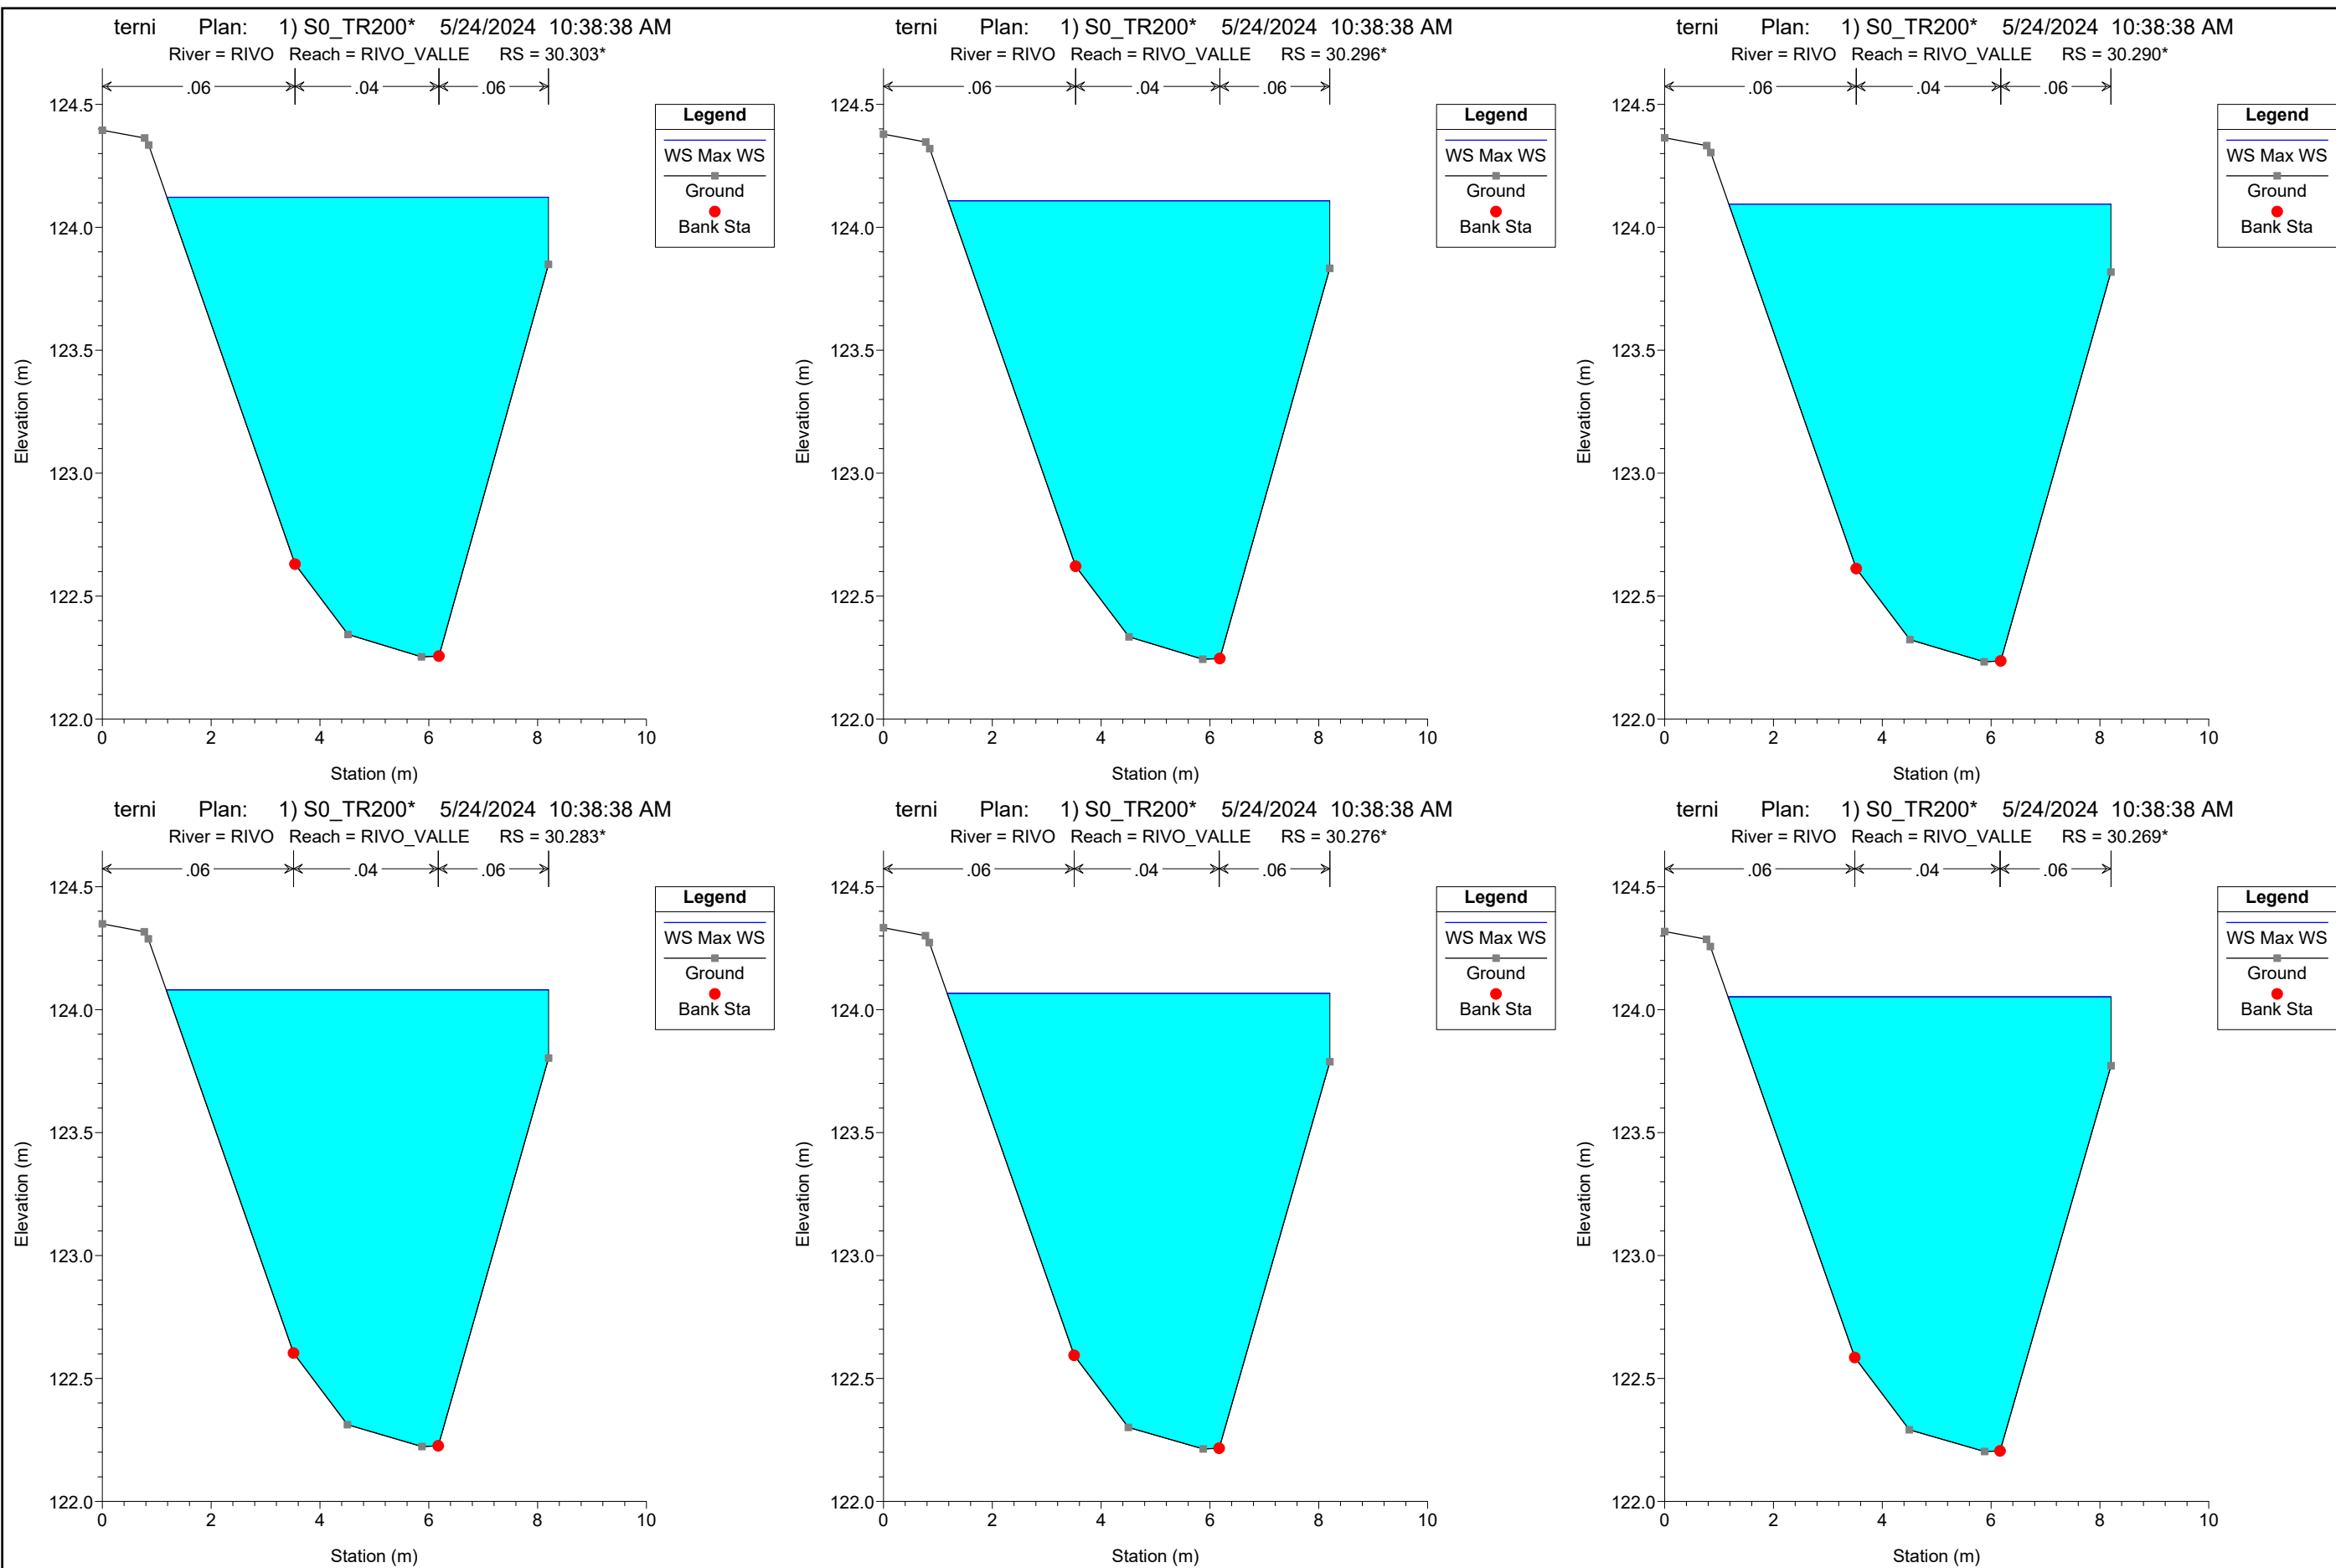 terni Plan: 1) S0_TR200* 5/24/2024 10:38:38 AM
River = RIVO Reach = RIVO_VALLE RS = 30.303*
.06 .04 .06
124.5
124.0
123.5
123.0
122.5
122.0
0 2 4 6 8 10
Station (m)
Elevation (m)
Legend
WS Max WS
Ground
Bank Sta
terni Plan: 1) S0_TR200* 5/24/2024 10:38:38 AM
River = RIVO Reach = RIVO_VALLE RS = 30.296*
.06 .04 .06
124.5
124.0
123.5
123.0
122.5
122.0
0 2 4 6 8 10
Station (m)
Elevation (m)
Legend
WS Max WS
Ground
Bank Sta
terni Plan: 1) S0_TR200* 5/24/2024 10:38:38 AM
River = RIVO Reach = RIVO_VALLE RS = 30.290*
.06 .04 .06
124.5
124.0
123.5
123.0
122.5
122.0
0 2 4 6 8 10
Station (m)
Elevation (m)
Legend
WS Max WS
Ground
Bank Sta
terni Plan: 1) S0_TR200* 5/24/2024 10:38:38 AM
River = RIVO Reach = RIVO_VALLE RS = 30.283*
.06 .04 .06
124.5
124.0
123.5
123.0
122.5
122.0
0 2 4 6 8 10
Station (m)
Elevation (m)
Legend
WS Max WS
Ground
Bank Sta
terni Plan: 1) S0_TR200* 5/24/2024 10:38:38 AM
River = RIVO Reach = RIVO_VALLE RS = 30.276*
.06 .04 .06
124.5
124.0
123.5
123.0
122.5
122.0
0 2 4 6 8 10
Station (m)
Elevation (m)
Legend
WS Max WS
Ground
Bank Sta
terni Plan: 1) S0_TR200* 5/24/2024 10:38:38 AM
River = RIVO Reach = RIVO_VALLE RS = 30.269*
.06 .04 .06
124.5
124.0
123.5
123.0
122.5
122.0
0 2 4 6 8 10
Station (m)
Elevation (m)
Legend
WS Max WS
Ground
Bank Sta